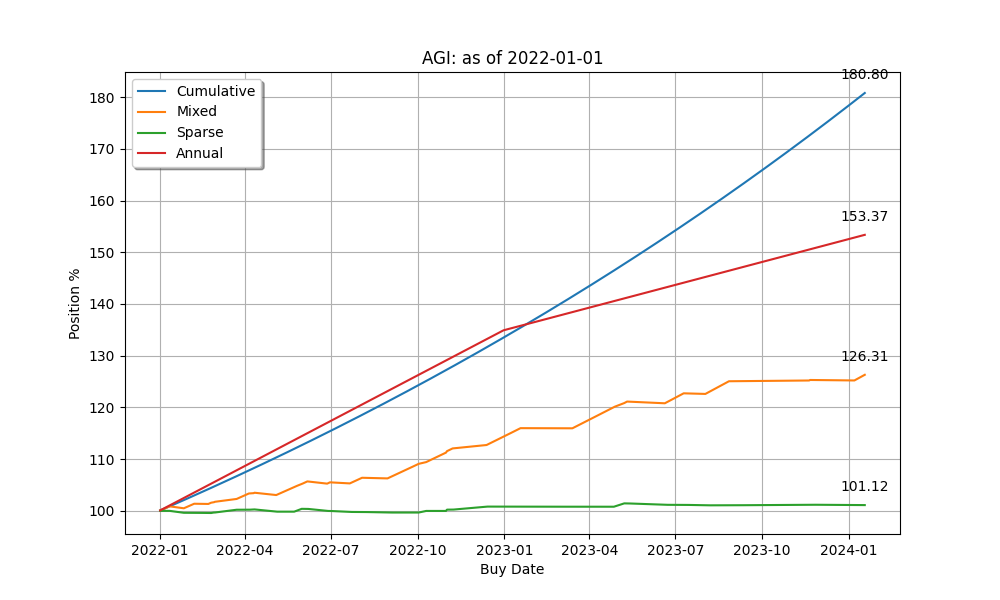 AGI: as of 2022-01-01
180.80
Cumulative
Mixed
Sparse
Annual
153.37
126.31
101.12
180
170
160
150
140
130
120
110
100
Position %
2022-01 2022-04 2022-07 2022-10 2023-01 2023-04 2023-07 2023-10 2024-01
Buy Date